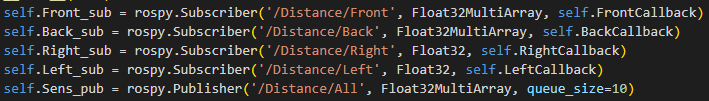 self.Front_sub = rospy.Subscriber('/Distance/Front', Float32MultiArray, self.FrontCallback)
self.Back_sub = rospy.Subscriber('/Distance/Back', Float32MultiArray, self.BackCallback)
self.Right_sub = rospy.Subscriber('/Distance/Right', Float32, self.RightCallback)
self.Left_sub = rospy.Subscriber('/Distance/Left', Float32, self.LeftCallback)
self.Sens_pub = rospy.Publisher('/Distance/All', Float32MultiArray, queue_size=10)